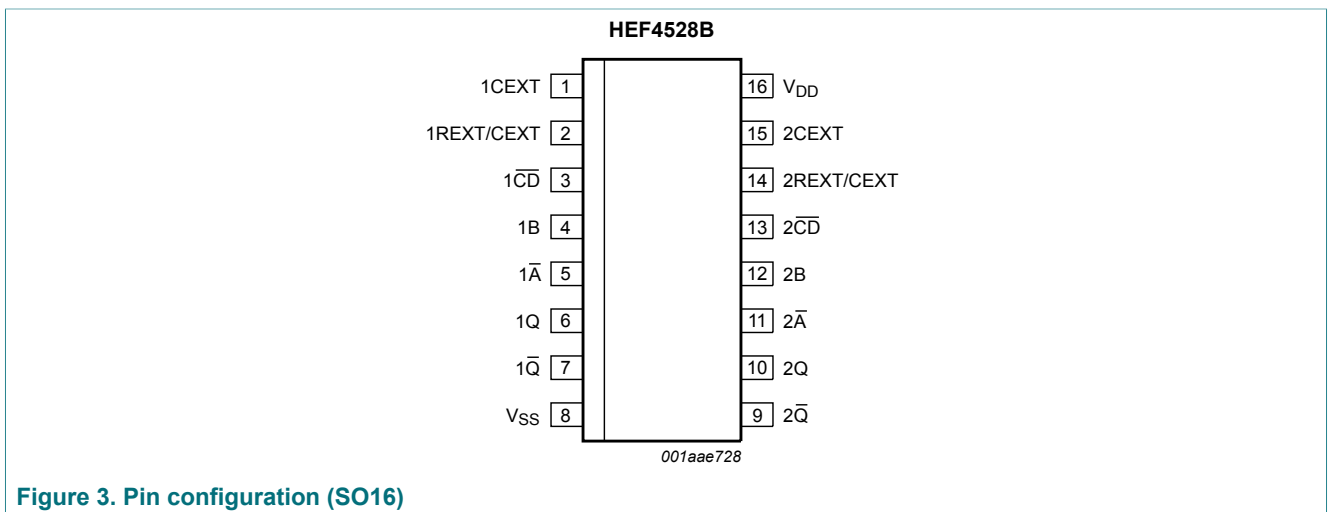 HEF4528B
1CEXT 1
1REXT/CEXT 2
1C̅D̅ 3
1B 4
1A̅ 5
1Q 6
1Q̅ 7
VSS 8
16 VDD
15 2CEXT
14 2REXT/CEXT
13 2C̅D̅
12 2B
11 2A̅
10 2Q
9 2Q̅
001aae728
Figure 3. Pin configuration (SO16)